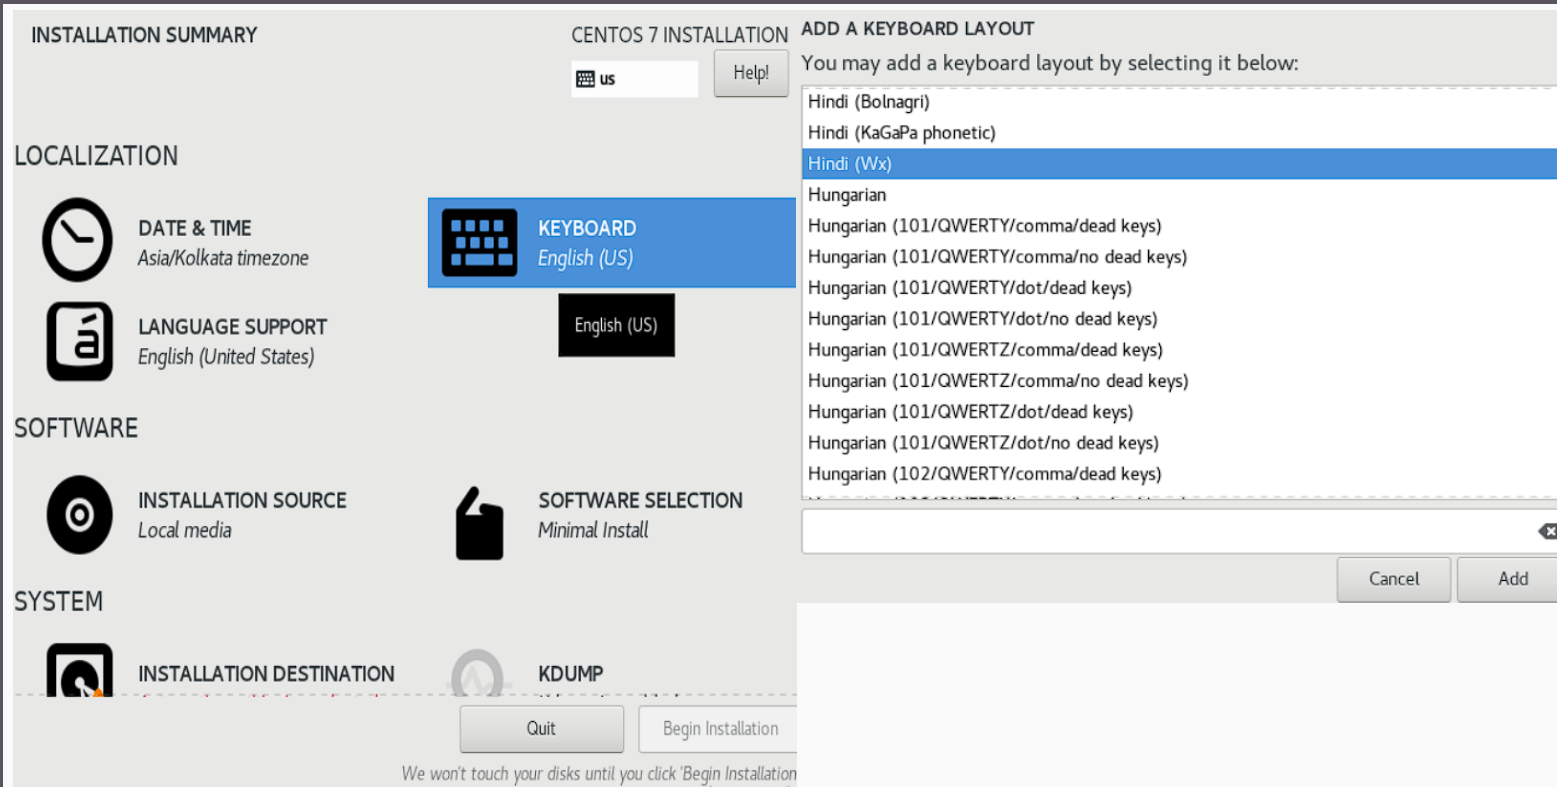 INSTALLATION SUMMARY
CENTOS 7 INSTALLATION
us
Help!
LOCALIZATION
DATE & TIME
Asia/Kolkata timezone
KEYBOARD
English (US)
English (US)
LANGUAGE SUPPORT
English (United States)
SOFTWARE
INSTALLATION SOURCE
Local media
SOFTWARE SELECTION
Minimal Install
SYSTEM
INSTALLATION DESTINATION
KDUMP
Quit
Begin Installation
We won't touch your disks until you click 'Begin Installation
ADD A KEYBOARD LAYOUT
You may add a keyboard layout by selecting it below:
Hindi (Bolnagri)
Hindi (KaGaPa phonetic)
Hindi (Wx)
Hungarian
Hungarian (101/QWERTY/comma/dead keys)
Hungarian (101/QWERTY/comma/no dead keys)
Hungarian (101/QWERTY/dot/dead keys)
Hungarian (101/QWERTY/dot/no dead keys)
Hungarian (101/QWERTZ/comma/dead keys)
Hungarian (101/QWERTZ/comma/no dead keys)
Hungarian (101/QWERTZ/dot/dead keys)
Hungarian (101/QWERTZ/dot/no dead keys)
Hungarian (102/QWERTY/comma/dead keys)
Cancel
Add